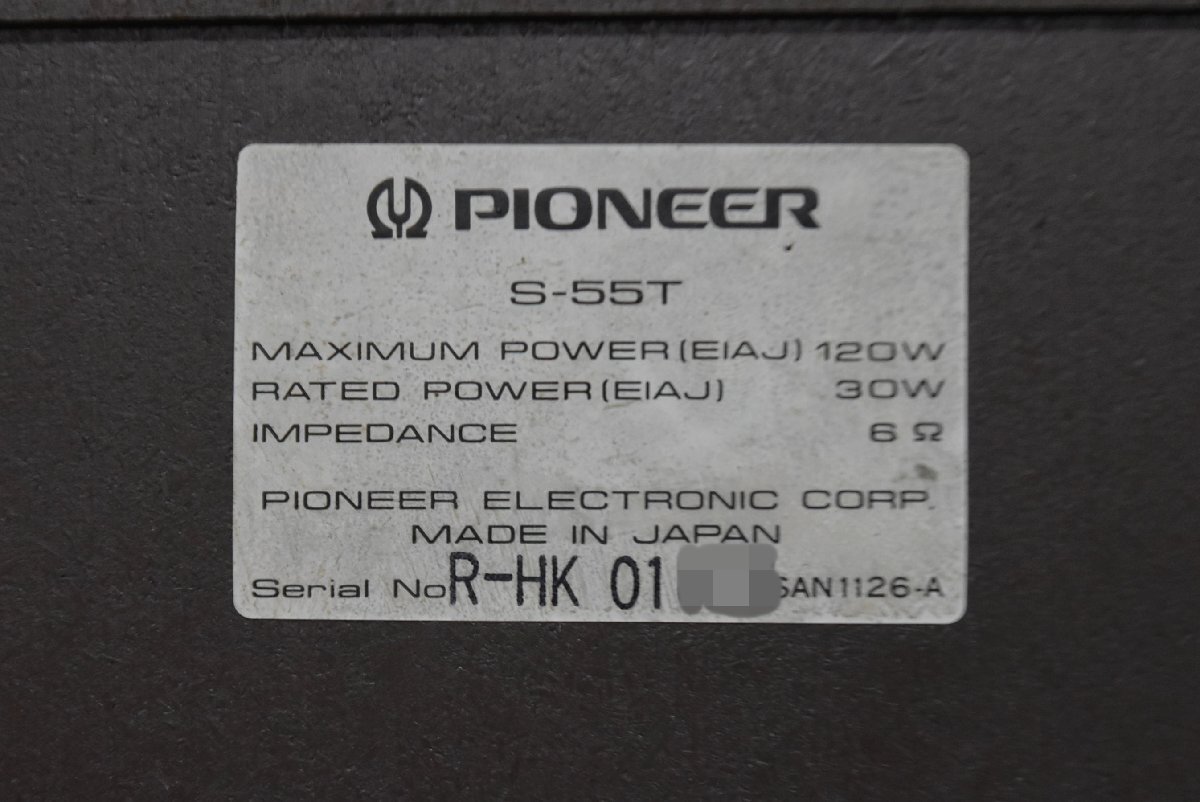 PIONEER
S-55T
MAXIMUM POWER(EIAJ) 120W
RATED POWER(EIAJ) 30W
IMPEDANCE 6 Ω
PIONEER ELECTRONIC CORP.
MADE IN JAPAN
Serial No R-HK 01 SAN1126-A